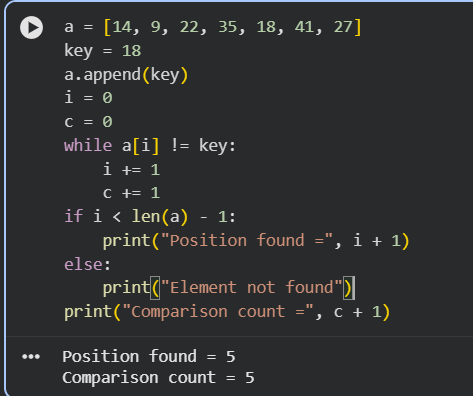 a = [14, 9, 22, 35, 18, 41, 27]
key = 18
a.append(key)
i = 0
c = 0
while a[i] != key:
    i += 1
    c += 1
if i < len(a) - 1:
    print("Position found =", i + 1)
else:
    print("Element not found")
print("Comparison count =", c + 1)
Position found = 5
Comparison count = 5